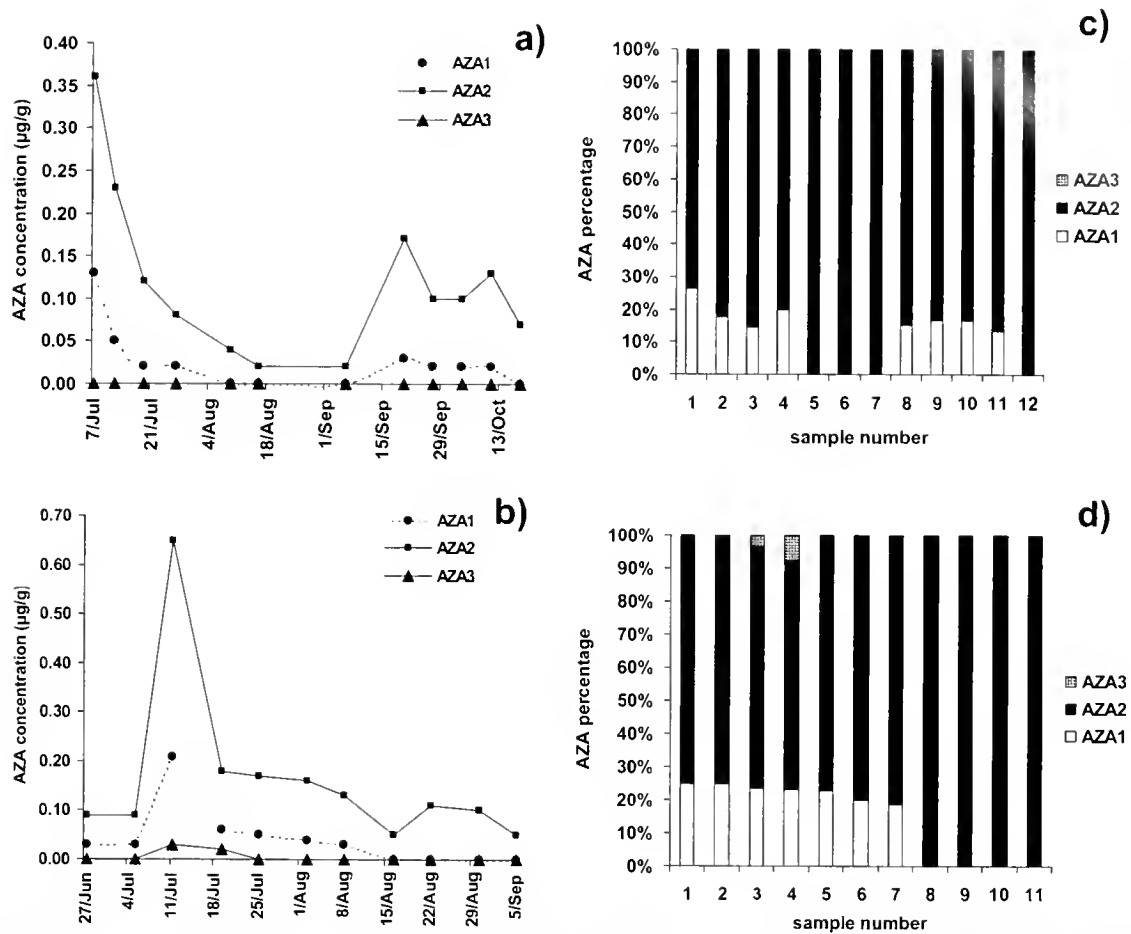 a)
AZA concentration (µg/g)
0.40
0.35
0.30
0.25
0.20
0.15
0.10
0.05
0.00
AZA1
AZA2
AZA3
7/Jul
21/Jul
4/Aug
18/Aug
1/Sep
15/Sep
29/Sep
13/Oct
c)
AZA percentage
100%
90%
80%
70%
60%
50%
40%
30%
20%
10%
0%
AZA3
AZA2
AZA1
1 2 3 4 5 6 7 8 9 10 11 12
sample number
b)
AZA concentration (µg/g)
0.70
0.60
0.50
0.40
0.30
0.20
0.10
0.00
AZA1
AZA2
AZA3
27/Jun
4/Jul
11/Jul
18/Jul
25/Jul
1/Aug
8/Aug
15/Aug
22/Aug
29/Aug
5/Sep
d)
AZA percentage
100%
90%
80%
70%
60%
50%
40%
30%
20%
10%
0%
AZA3
AZA2
AZA1
1 2 3 4 5 6 7 8 9 10 11
sample number